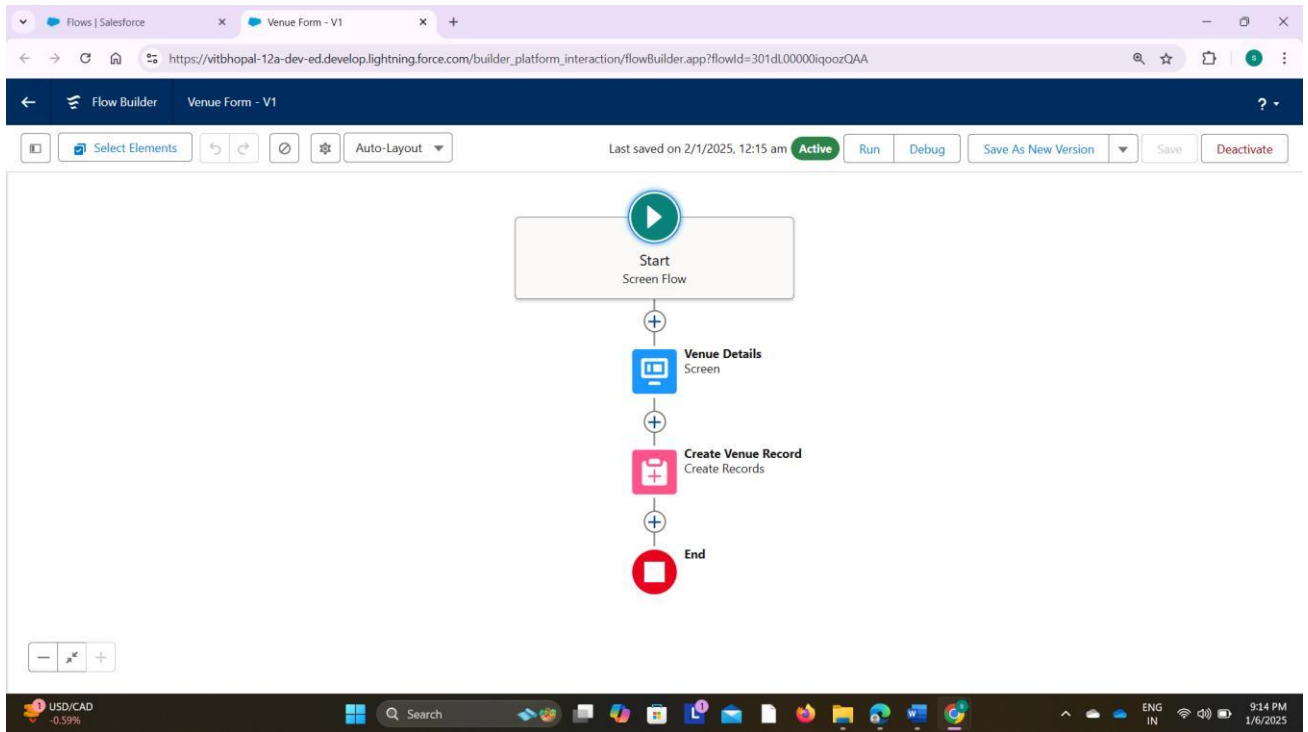 Flows | Salesforce
Venue Form - V1
https://vitbhopal-12a-dev-ed.develop.lightning.force.com/builder_platform_interaction/flowBuilder.app?flowId=301dL00000iqoozQAA
S
Flow Builder
Venue Form - V1
?
Select Elements
Auto-Layout
Last saved on 2/1/2025, 12:15 am
Active
Run
Debug
Save As New Version
Save
Deactivate
Start
Screen Flow
Venue Details
Screen
Create Venue Record
Create Records
End
1
USD/CAD
-0.59%
Search
1
ENG
IN
9:14 PM
1/6/2025